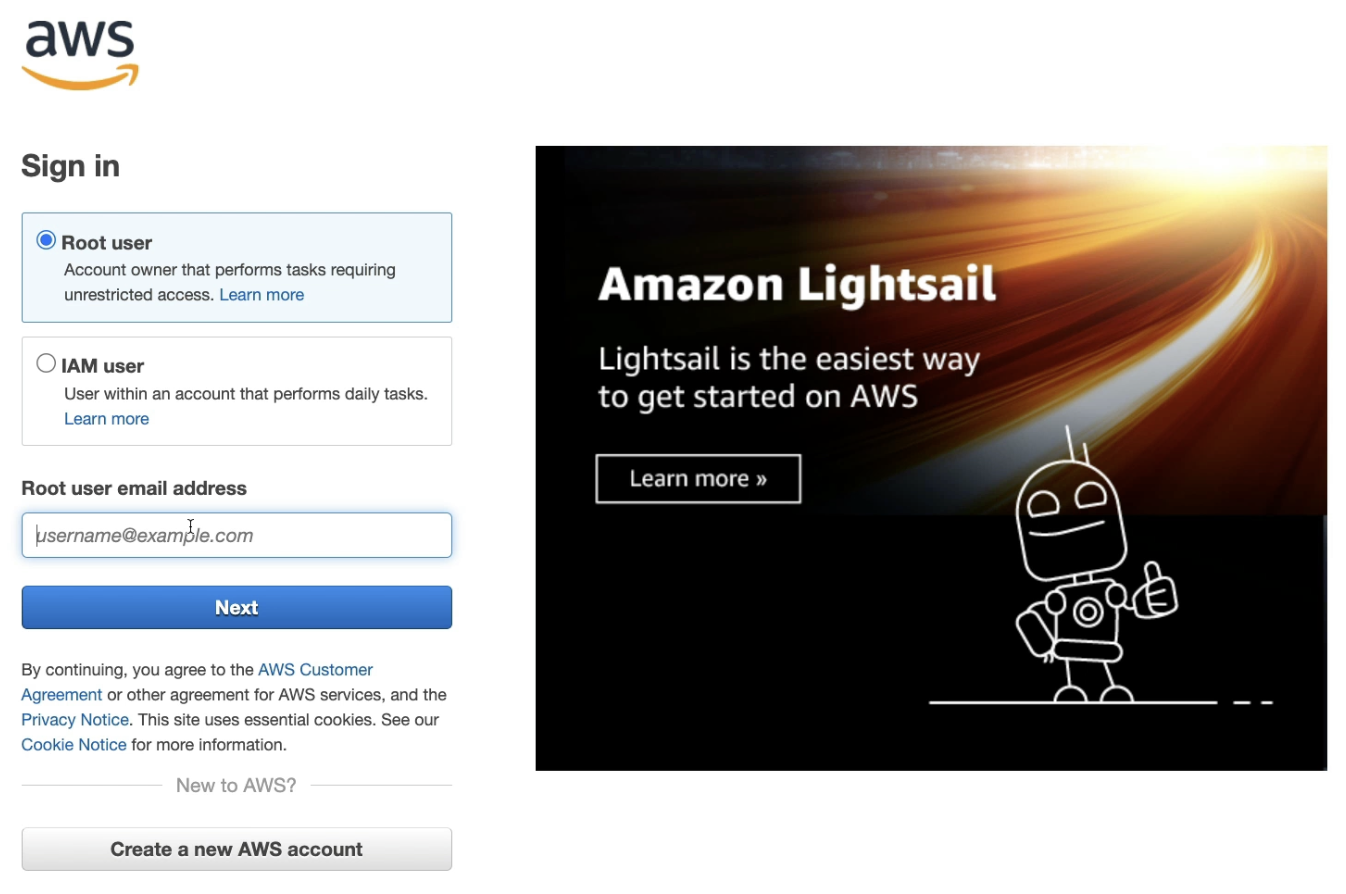 aws
Sign in
Root user
Account owner that performs tasks requiring
unrestricted access. Learn more
IAM user
User within an account that performs daily tasks.
Learn more
Root user email address
username@example.com
Next
By continuing, you agree to the AWS Customer
Agreement or other agreement for AWS services, and the
Privacy Notice. This site uses essential cookies. See our
Cookie Notice for more information.
New to AWS?
Create a new AWS account
Amazon Lightsail
Lightsail is the easiest way
to get started on AWS
Learn more »